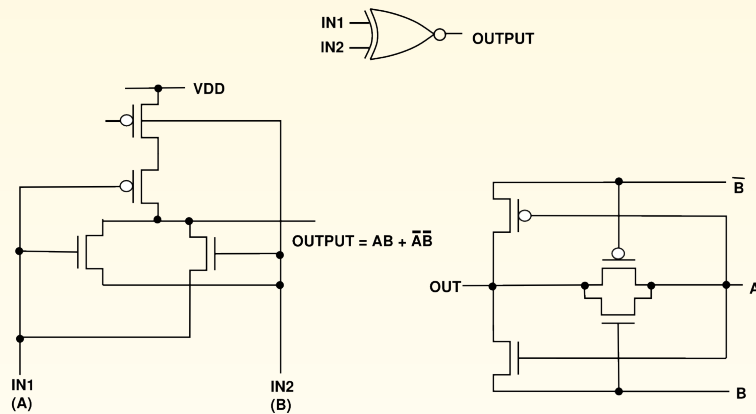 IN1
IN2
OUTPUT
VDD
OUTPUT = AB + A̅B̅
B̅
OUT
A
B
IN1
(A)
IN2
(B)